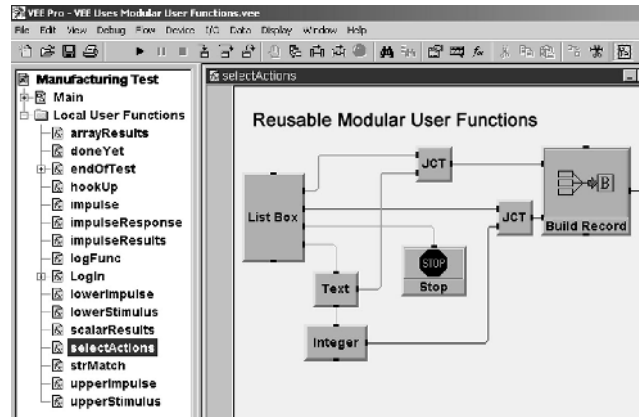 VEE Pro - VEE Uses Modular User Functions.vee
File Edit View Debug Flow Device I/O Data Display Window Help
Manufacturing Test
Main
Local User Functions
arrayResults
doneYet
endOfTest
hookUp
impulse
impulseResponse
impulseResults
logFunc
Login
lowerImpulse
lowerStimulus
scalarResults
selectActions
strMatch
upperImpulse
upperStimulus
selectActions
Reusable Modular User Functions
JCT
List Box
JCT
B
Build Record
STOP
Stop
Text
Integer